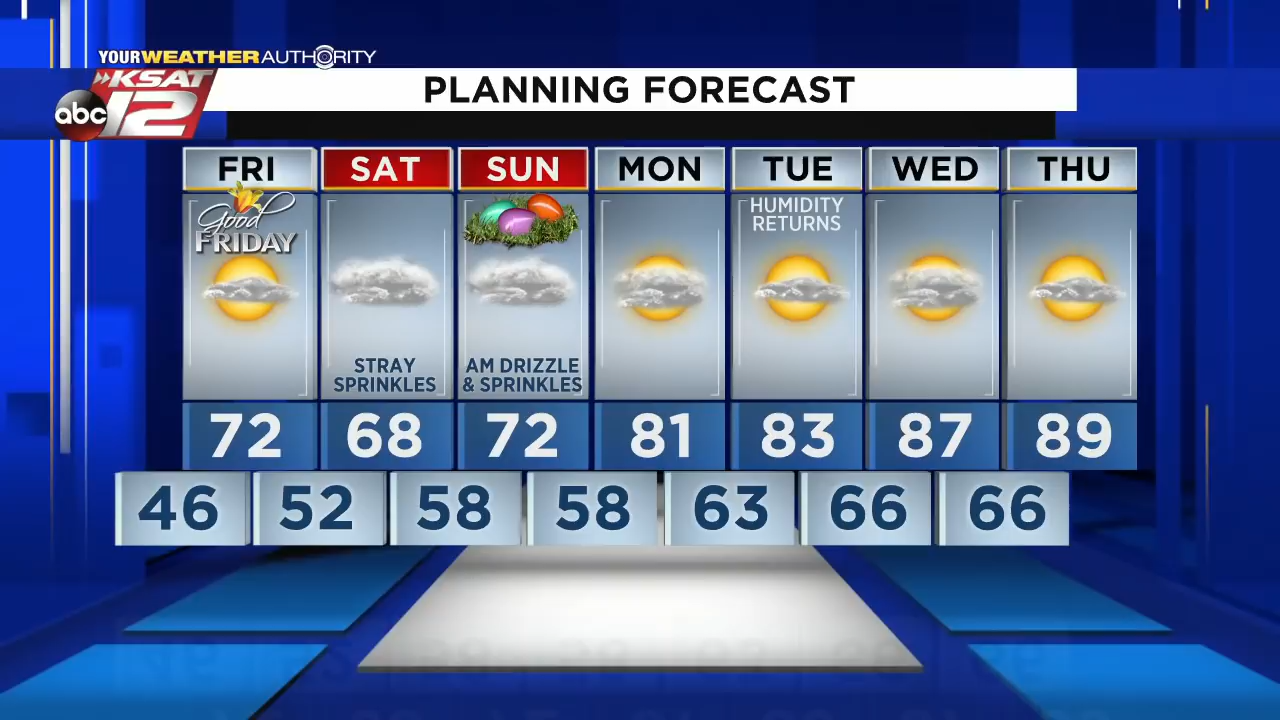 YOURWEATHERAUTHORITY
KSAT
abc 12
PLANNING FORECAST
FRI SAT SUN MON TUE WED THU
Good
FRIDAY
HUMIDITY
RETURNS
STRAY
SPRINKLES
AM DRIZZLE
& SPRINKLES
72 68 72 81 83 87 89
46 52 58 58 63 66 66